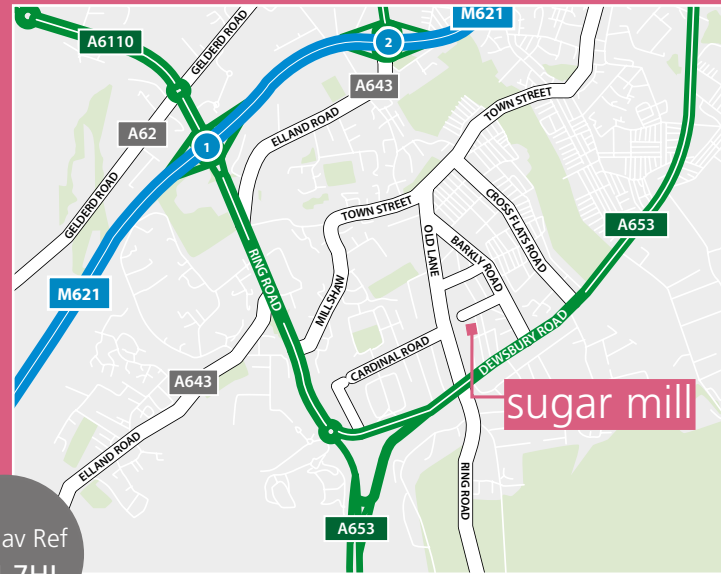 M621
A6110
GELDERD ROAD
2
A643
TOWN STREET
A62
1
ELLAND ROAD
GELDERD ROAD
TOWN STREET
OLD LANE
BARKLY ROAD
CROSS FLATS ROAD
A653
RING ROAD
M621
MILLSHAW
CARDINAL ROAD
DEWSBURY ROAD
A643
sugar mill
ELLAND ROAD
RING ROAD
A653
av Ref